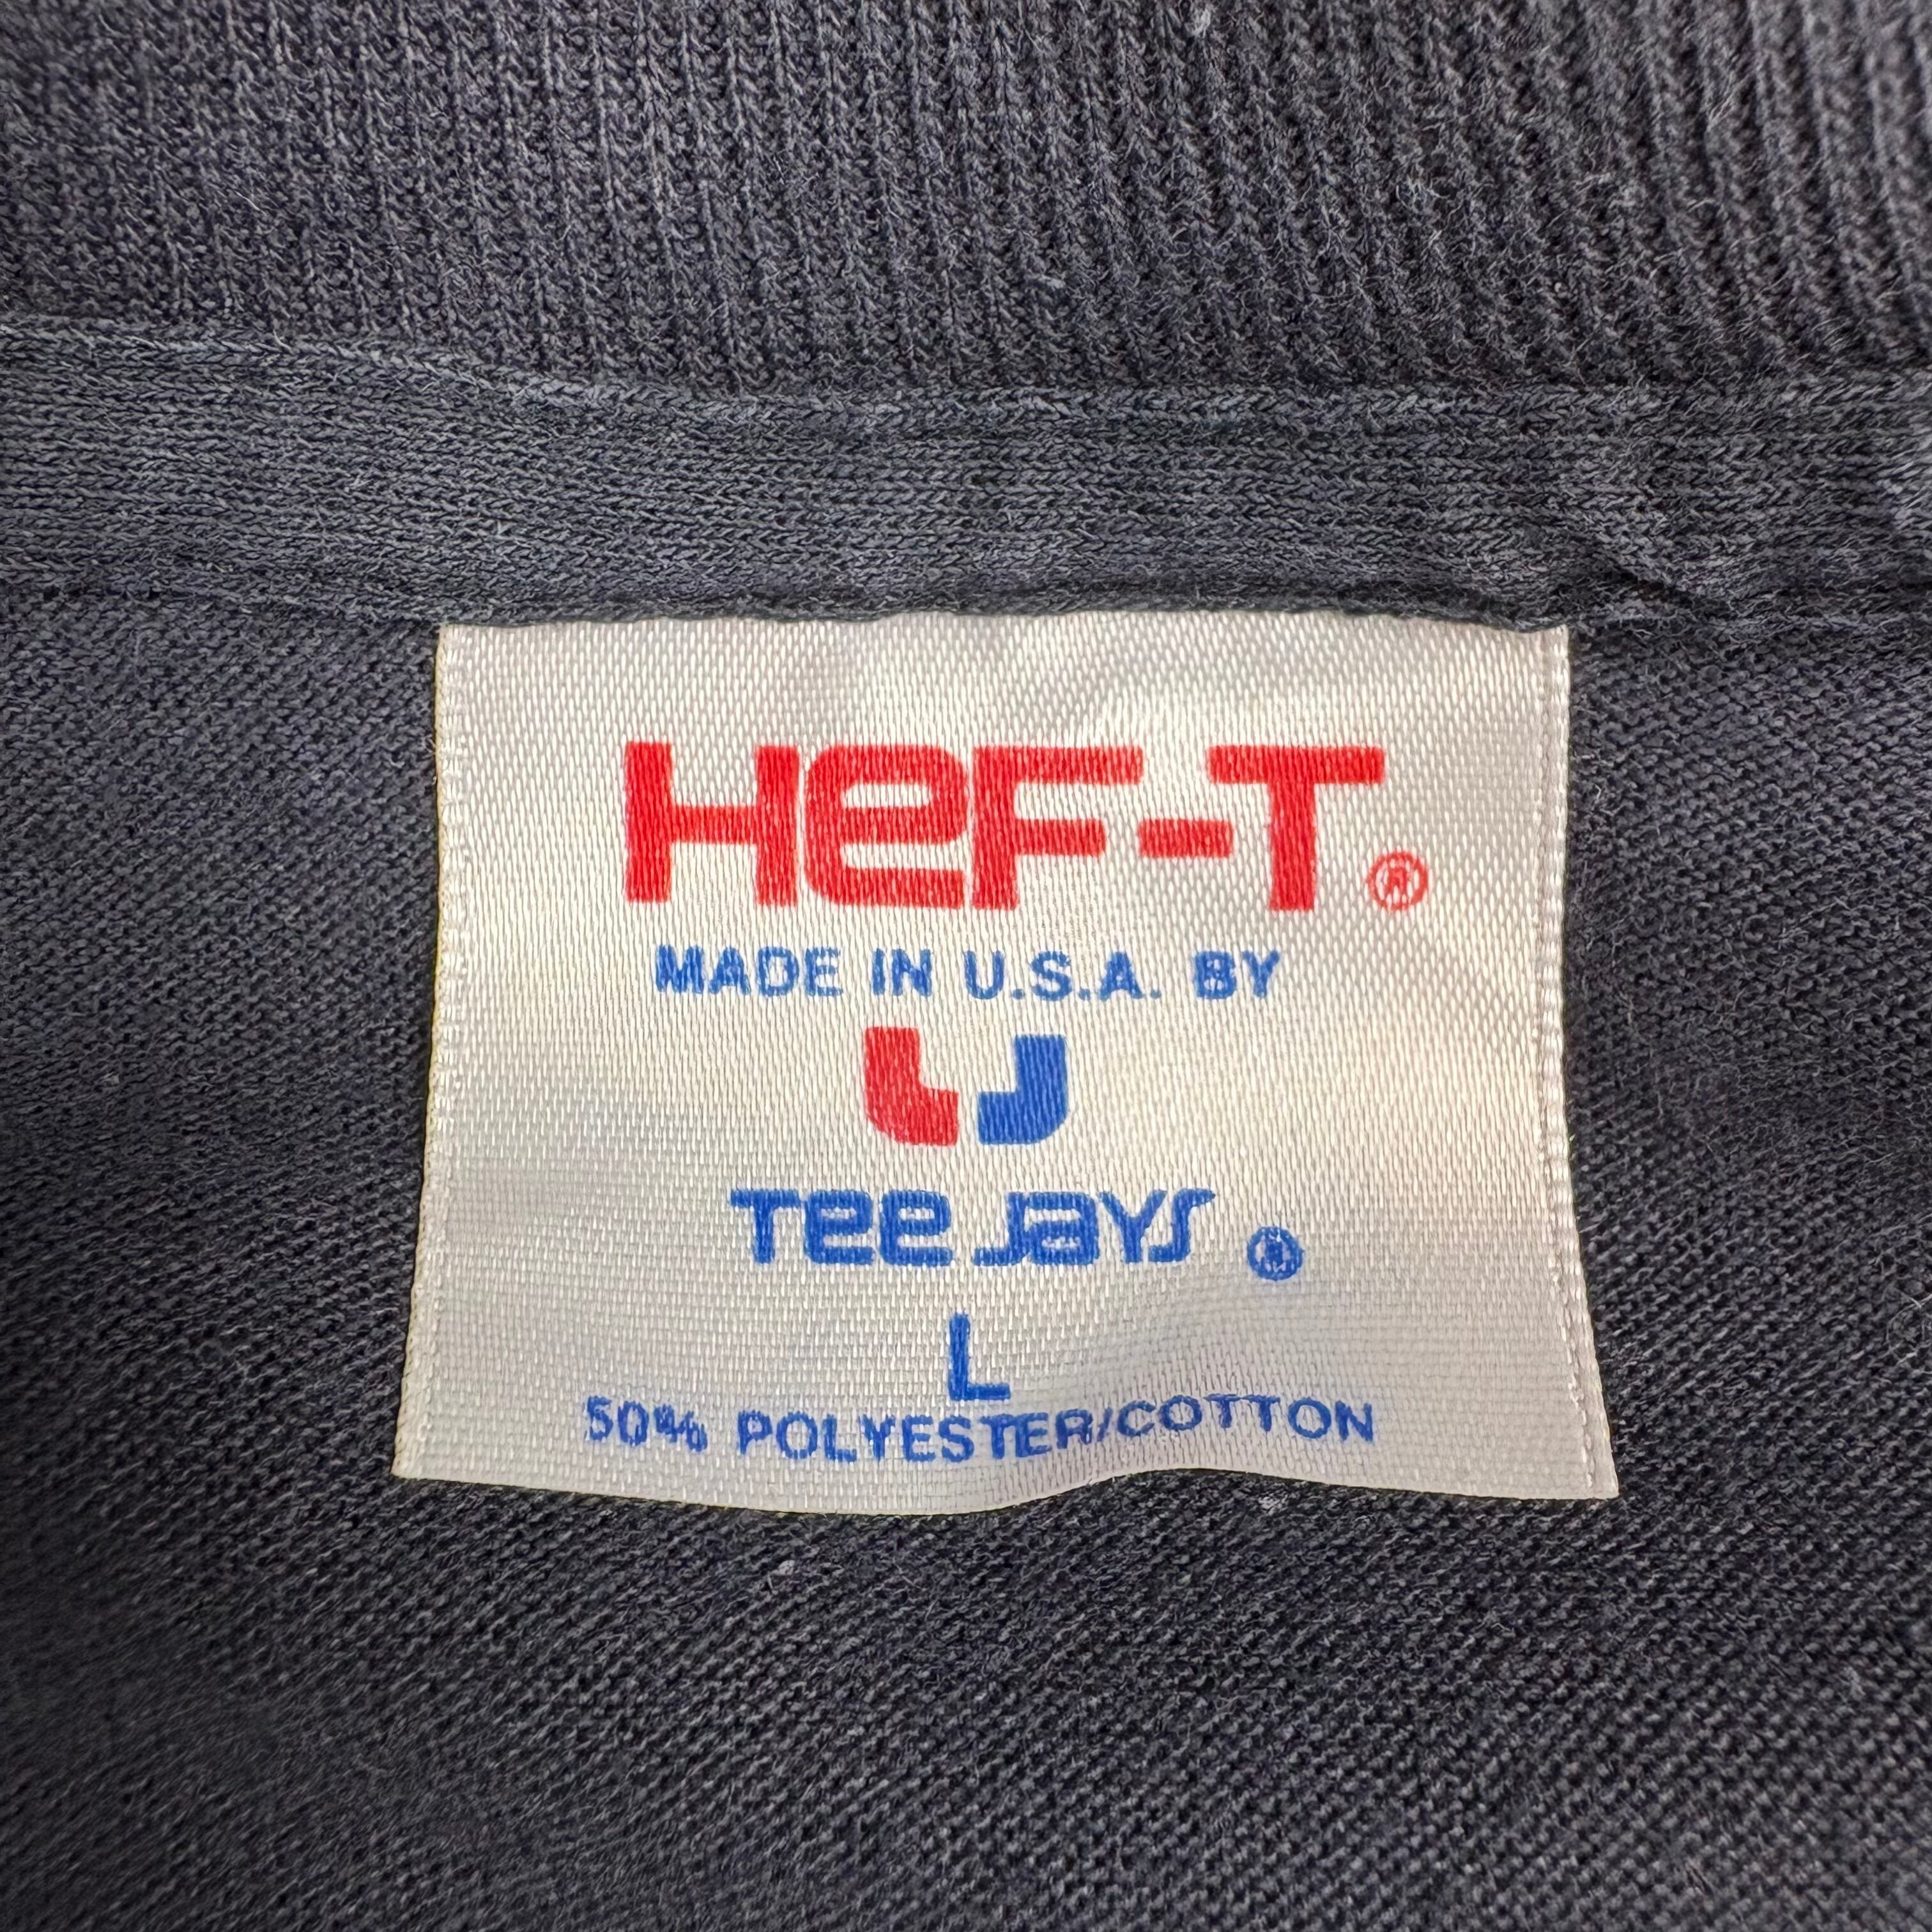 HeF-T®
MADE IN U.S.A. BY
Tee Jays ®
L
50% POLYESTER/COTTON